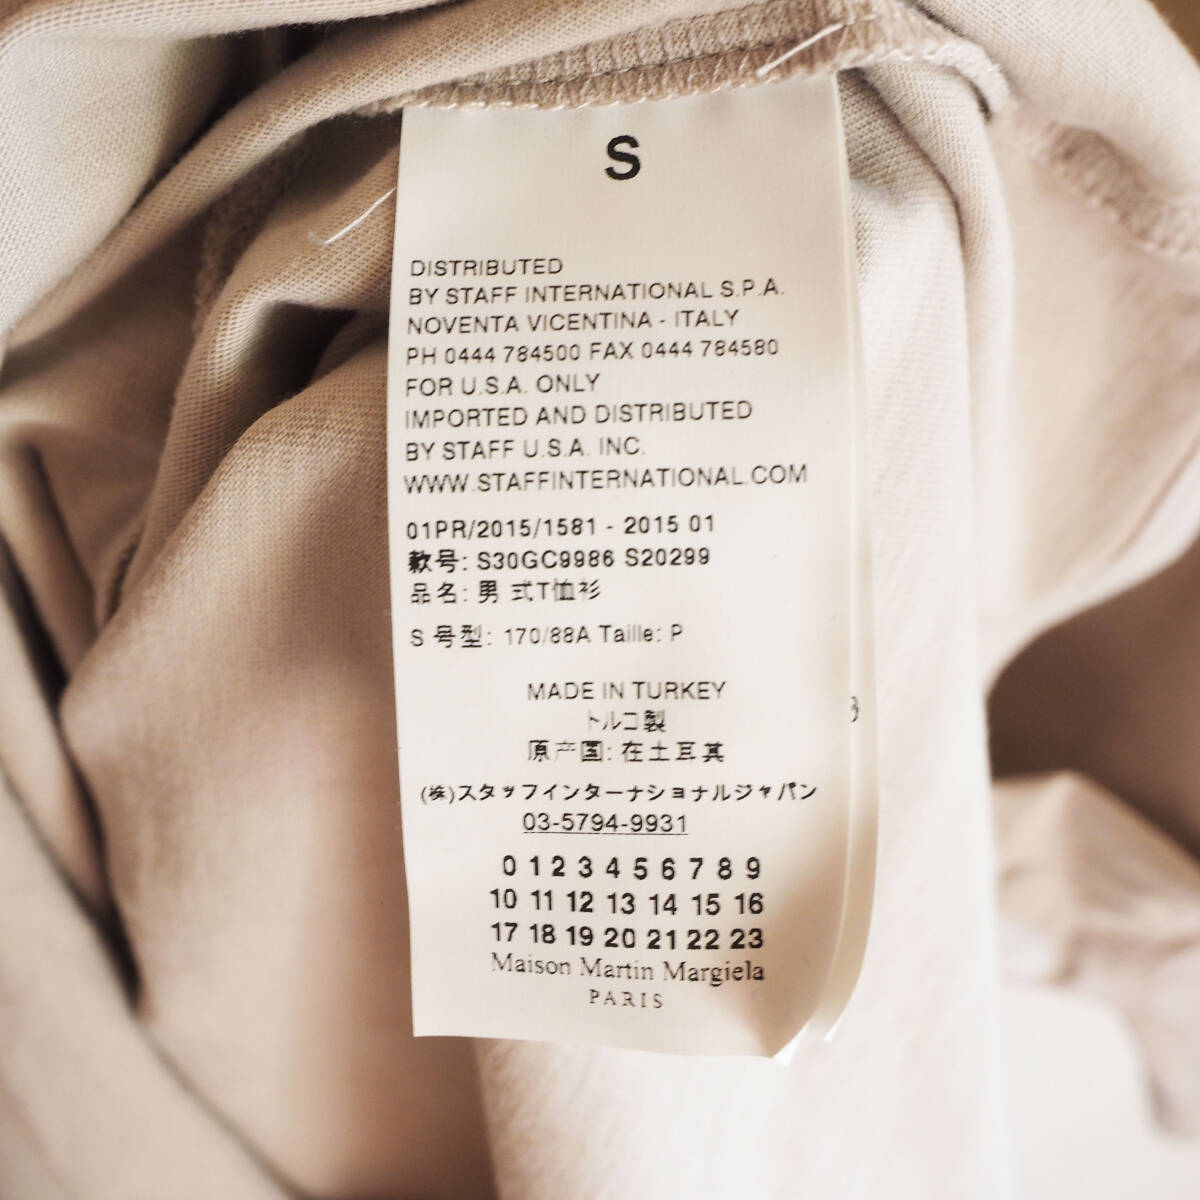 S
DISTRIBUTED
BY STAFF INTERNATIONAL S.P.A.
NOVENTA VICENTINA - ITALY
PH 0444 784500 FAX 0444 784580
FOR U.S.A. ONLY
IMPORTED AND DISTRIBUTED
BY STAFF U.S.A. INC.
WWW.STAFFINTERNATIONAL.COM
01PR/2015/1581 - 2015 01
款号: S30GC9986 S20299
品名: 男 式T恤衫
S 号型: 170/88A Taille: P
MADE IN TURKEY
トルコ製
原产国: 在土耳其
(株)スタッフインターナショナルジャパン
03-5794-9931
0 1 2 3 4 5 6 7 8 9
10 11 12 13 14 15 16
17 18 19 20 21 22 23
Maison Martin Margiela
PARIS